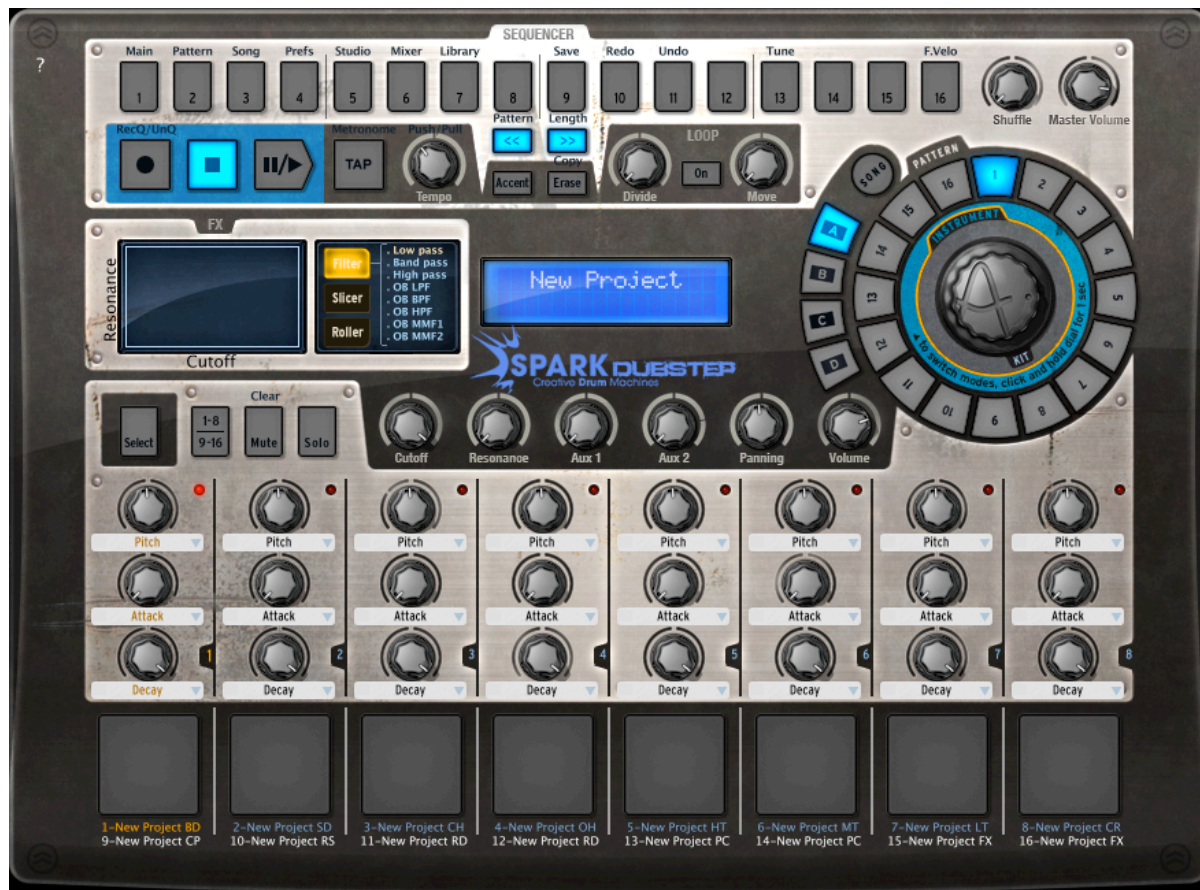 SEQUENCER
Main Pattern Song Prefs Studio Mixer Library Save Redo Undo Tune F.Velo
?
1 2 3 4 5 6 7 8 9 10 11 12 13 14 15 16
Shuffle Master Volume
Pattern Length
RecQ/UnQ Metronome Push/Pull << >> LOOP
TAP Copy On
Accent Erase
Tempo Divide Move
SONG
PATTERN
1 2 3 4 5 6 7 8 9 10 11 12 13 14 15 16
A
B
C
D
INSTRUMENT
KIT
▲ to switch modes, click and hold dial for 1 sec
FX
Resonance
Cutoff
Filter
Slicer
Roller
. Low pass
. Band pass
. High pass
. OB LPF
. OB BPF
. OB HPF
. OB MMF1
. OB MMF2
New Project
SPARK DUBSTEP
Creative Drum Machines
Clear
Select 1-8 Mute Solo
9-16
Cutoff Resonance Aux 1 Aux 2 Panning Volume
Pitch Pitch Pitch Pitch Pitch Pitch Pitch Pitch
Attack Attack Attack Attack Attack Attack Attack Attack
1 2 3 4 5 6 7 8
Decay Decay Decay Decay Decay Decay Decay Decay
1-New Project BD 2-New Project SD 3-New Project CH 4-New Project OH 5-New Project HT 6-New Project MT 7-New Project LT 8-New Project CR
9-New Project CP 10-New Project RS 11-New Project RD 12-New Project RD 13-New Project PC 14-New Project PC 15-New Project FX 16-New Project FX